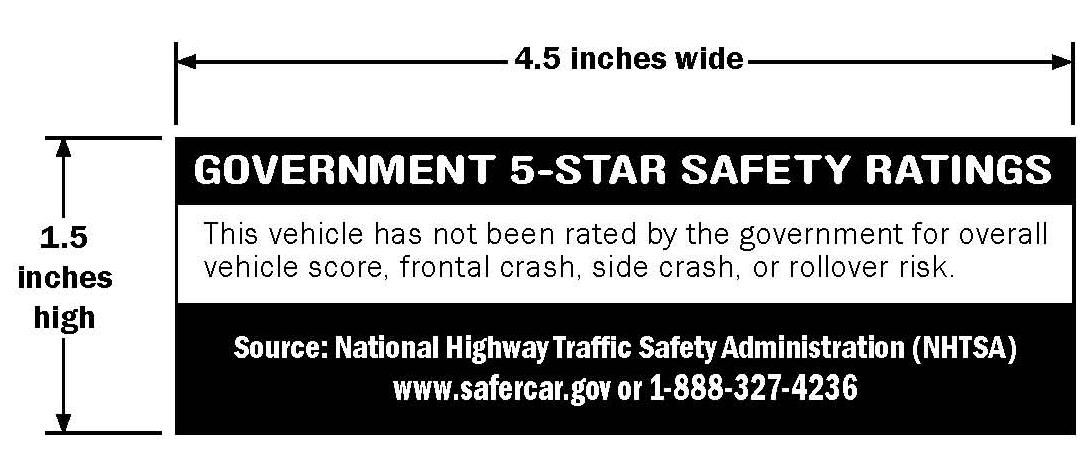 4.5 inches wide
1.5
inches
high
GOVERNMENT 5-STAR SAFETY RATINGS
This vehicle has not been rated by the government for overall
vehicle score, frontal crash, side crash, or rollover risk.
Source: National Highway Traffic Safety Administration (NHTSA)
www.safercar.gov or 1-888-327-4236